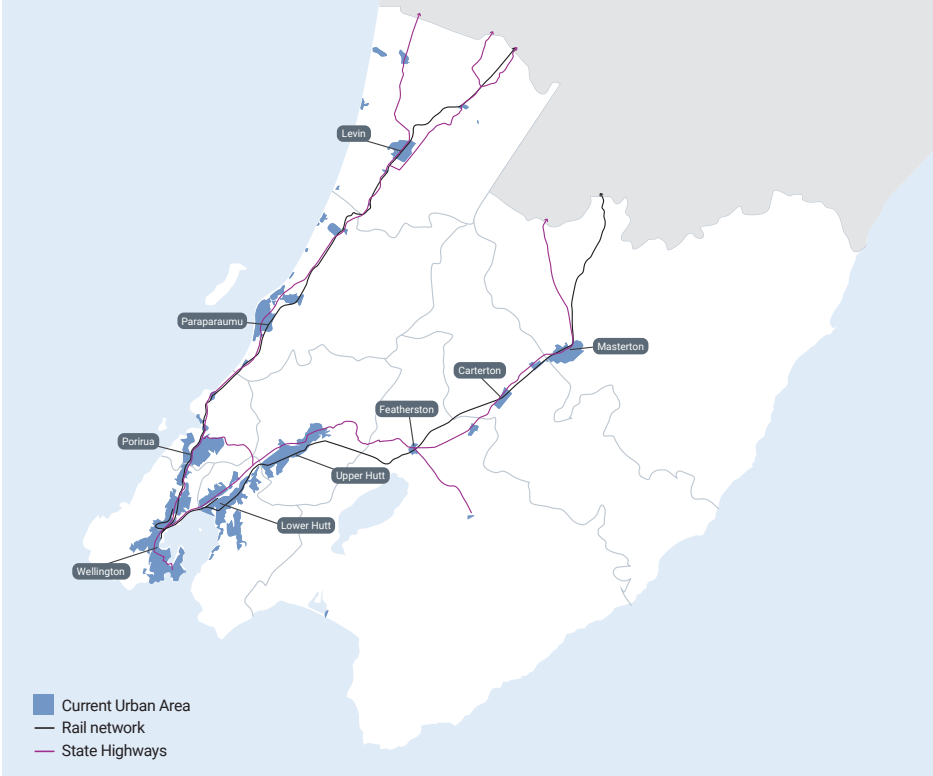 Levin
Paraparaumu
Masterton
Carterton
Featherston
Porirua
Upper Hutt
Lower Hutt
Wellington
Current Urban Area
Rail network
State Highways